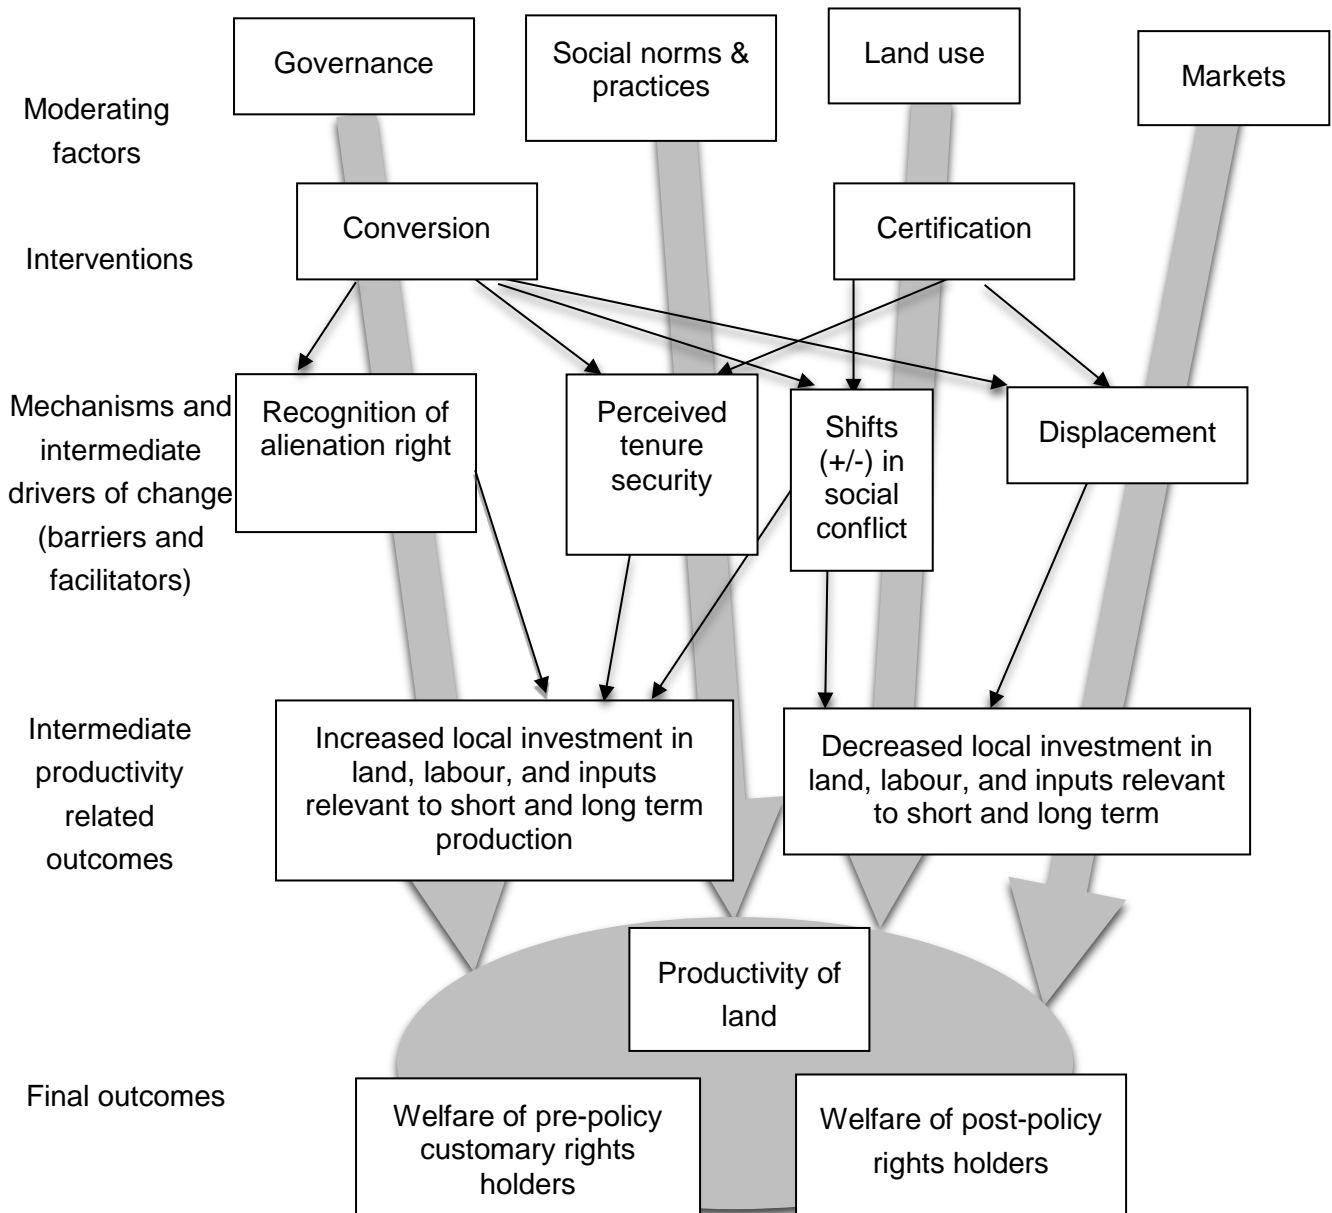 Moderating
factors
Governance
Social norms &
practices
Land use
Markets
Interventions
Conversion
Certification
Mechanisms and
intermediate
drivers of change
(barriers and
facilitators)
Recognition of
alienation right
Perceived
tenure
security
Shifts
(+/-) in
social
conflict
Displacement
Intermediate
productivity
related
outcomes
Increased local investment in
land, labour, and inputs
relevant to short and long term
production
Decreased local investment in
land, labour, and inputs relevant
to short and long term
Final outcomes
Productivity of
land
Welfare of pre-policy
customary rights
holders
Welfare of post-policy
rights holders